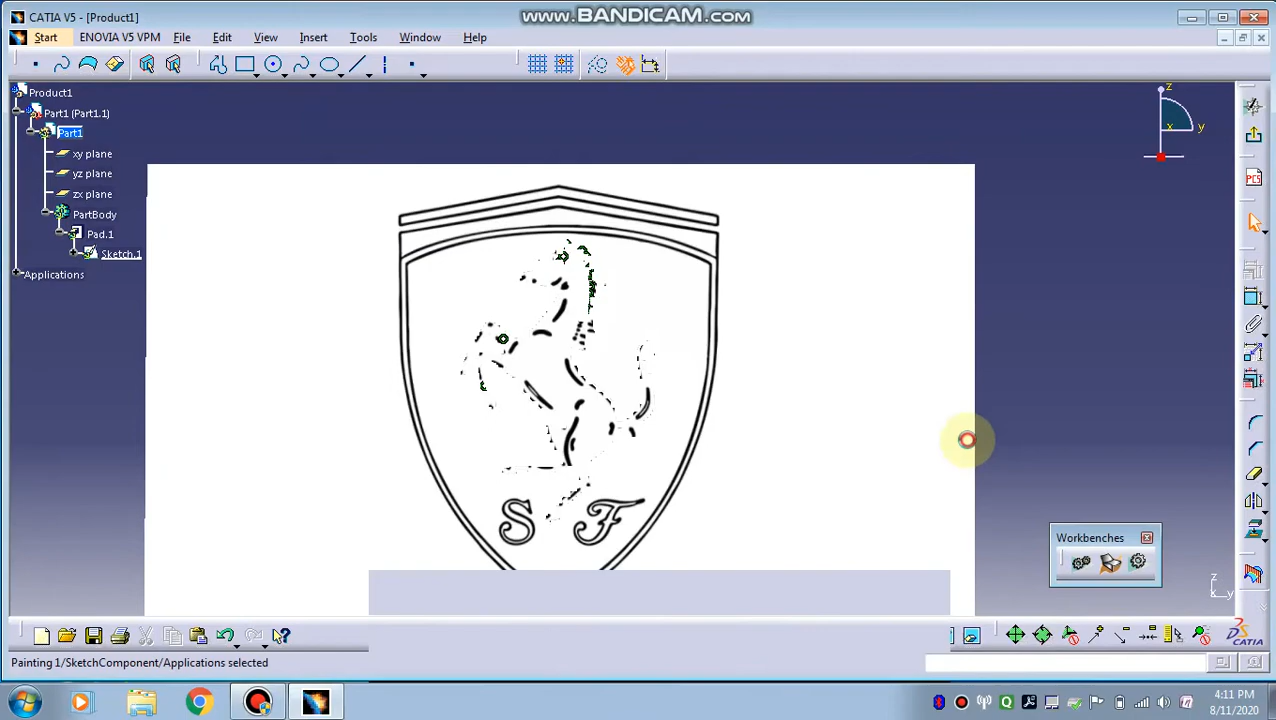 CATIA V5 - [Product1]
www.BANDICAM.com
Start ENOVIA V5 VPM File Edit View Insert Tools Window Help
Product1
Part1 (Part1.1)
Part1
xy plane
yz plane
zx plane
PartBody
Pad.1
Sketch.1
Applications
z
x y
PCS
S F
Workbenches
z
x y
CATIA
Painting 1/SketchComponent/Applications selected
4:11 PM
8/11/2020